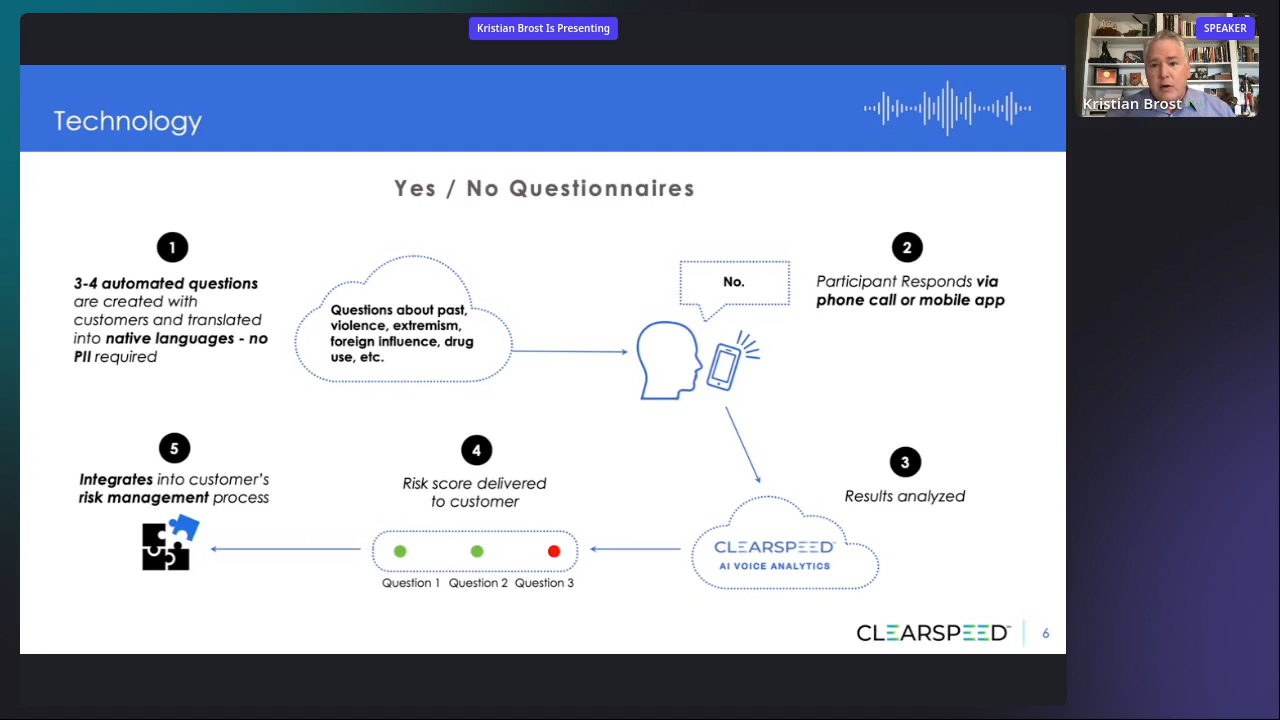 Kristian Brost Is Presenting
SPEAKER
Kristian Brost
Technology
Yes / No Questionnaires
1
3-4 automated questions
are created with
customers and translated
into native languages - no
PII required
Questions about past,
violence, extremism,
foreign influence, drug
use, etc.
No.
2
Participant Responds via
phone call or mobile app
5
Integrates into customer's
risk management process
4
Risk score delivered
to customer
Question 1 Question 2 Question 3
3
Results analyzed
CLEARSPEED™
AI VOICE ANALYTICS
CLEARSPEED™
6